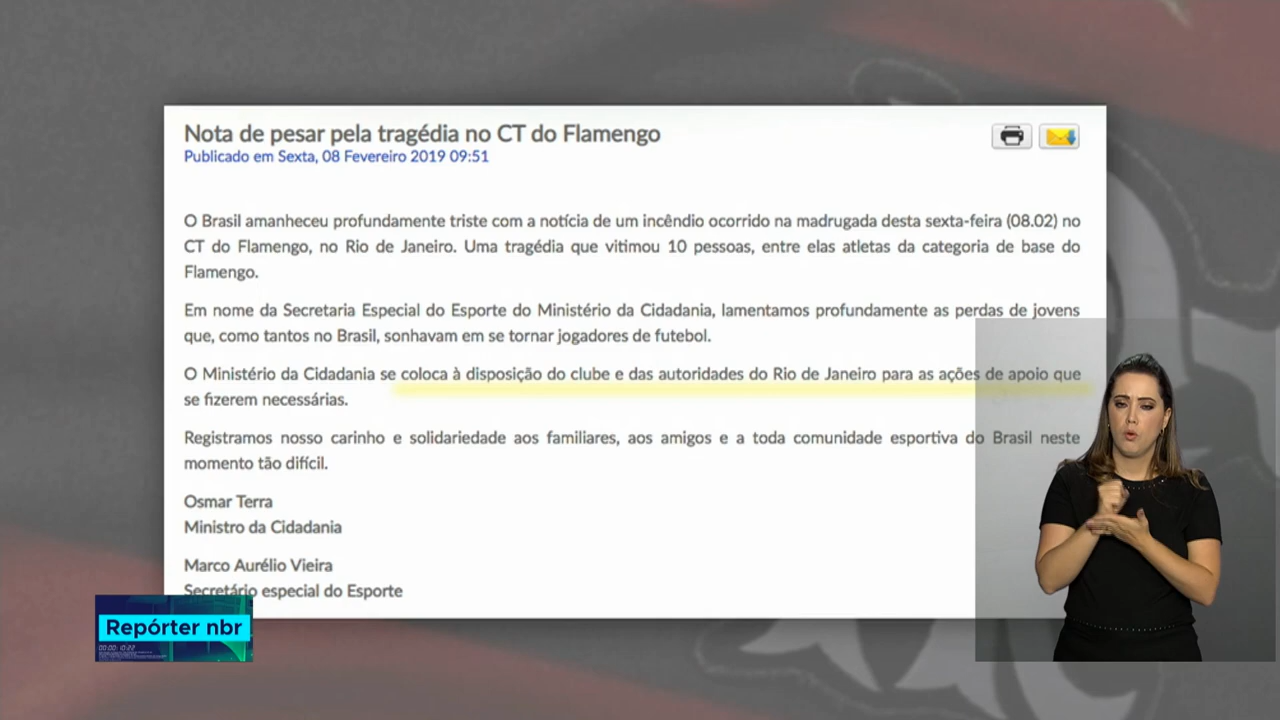 Nota de pesar pela tragédia no CT do Flamengo
Publicado em Sexta, 08 Fevereiro 2019 09:51
O Brasil amanheceu profundamente triste com a notícia de um incêndio ocorrido na madrugada desta sexta-feira (08.02) no
CT do Flamengo, no Rio de Janeiro. Uma tragédia que vitimou 10 pessoas, entre elas atletas da categoria de base do
Flamengo.
Em nome da Secretaria Especial do Esporte do Ministério da Cidadania, lamentamos profundamente as perdas de jovens
que, como tantos no Brasil, sonhavam em se tornar jogadores de futebol.
O Ministério da Cidadania se coloca à disposição do clube e das autoridades do Rio de Janeiro para as ações de apoio que
se fizerem necessárias.
Registramos nosso carinho e solidariedade aos familiares, aos amigos e a toda comunidade esportiva do Brasil neste
momento tão difícil.
Osmar Terra
Ministro da Cidadania
Marco Aurélio Vieira
Secretário especial do Esporte
Repórter nbr